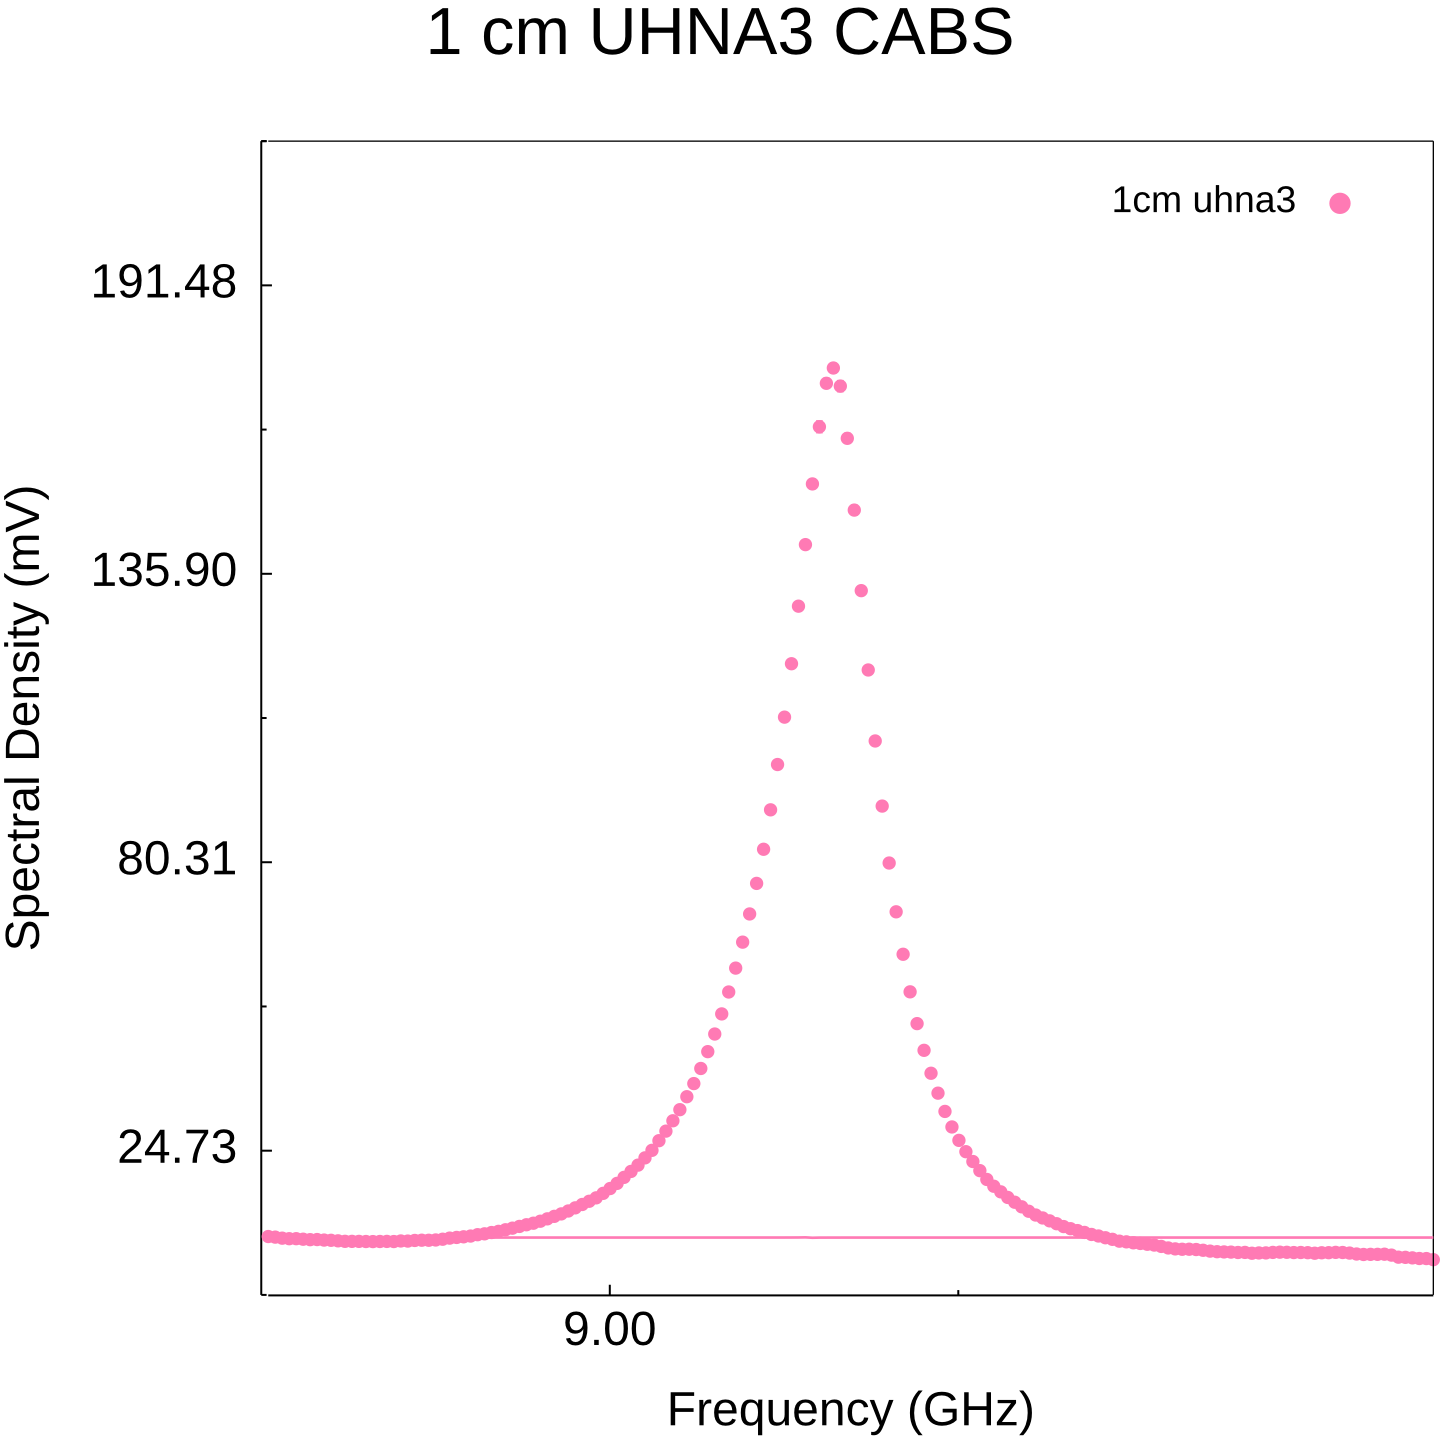 1 cm UHNA3 CABS
1cm uhna3
191.48
135.90
80.31
24.73
Spectral Density (mV)
9.00
Frequency (GHz)